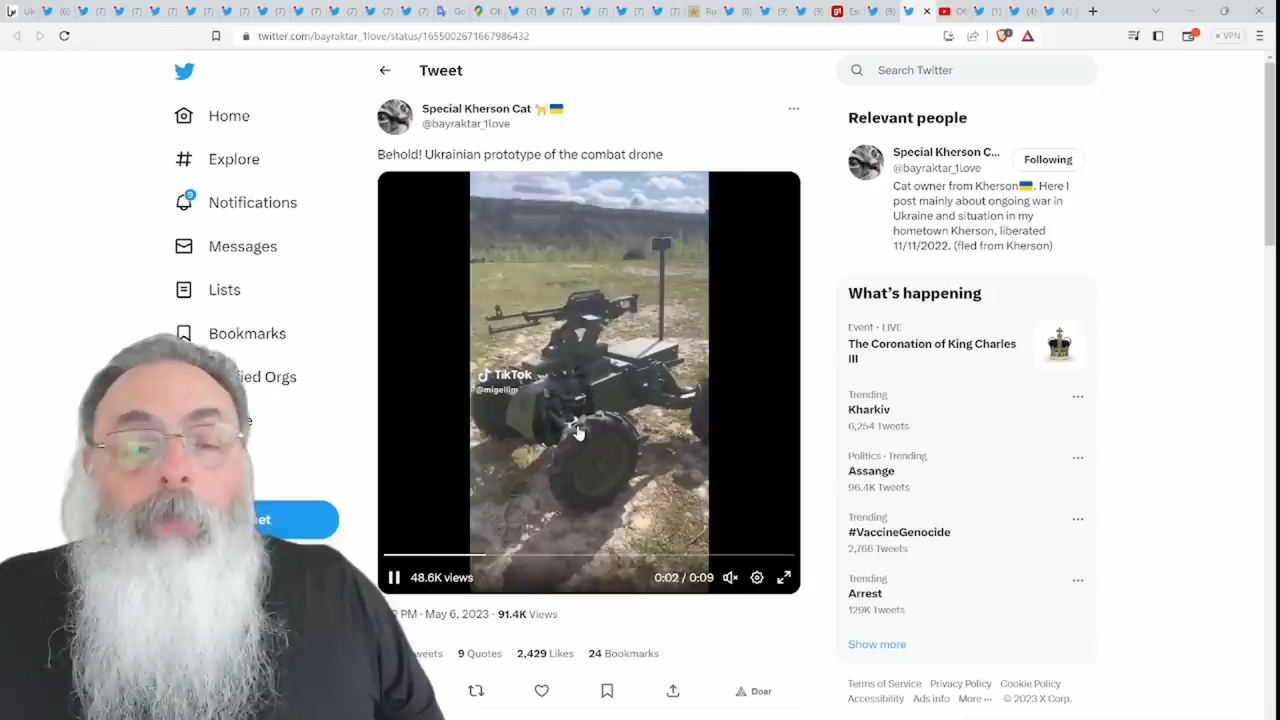 twitter.com/bayraktar_1love/status/1655002671667986432
VPN
Tweet
Search Twitter
Home
Explore
9
Notifications
Messages
Lists
Bookmarks
Special Kherson Cat
@bayraktar_1love
Behold! Ukrainian prototype of the combat drone
TikTok
@migellim
48.6K views
0:02 / 0:09
PM · May 6, 2023 · 91.4K Views
9 Quotes 2,429 Likes 24 Bookmarks
Doar
Relevant people
Special Kherson C...
@bayraktar_1love
Following
Cat owner from Kherson. Here I
post mainly about ongoing war in
Ukraine and situation in my
hometown Kherson, liberated
11/11/2022. (fled from Kherson)
What's happening
Event · LIVE
The Coronation of King Charles
III
Trending
Kharkiv
6,254 Tweets
Politics · Trending
Assange
96.4K Tweets
Trending
#VaccineGenocide
2,766 Tweets
Trending
Arrest
129K Tweets
Show more
Terms of Service Privacy Policy Cookie Policy
Accessibility Ads info More ··· © 2023 X Corp.